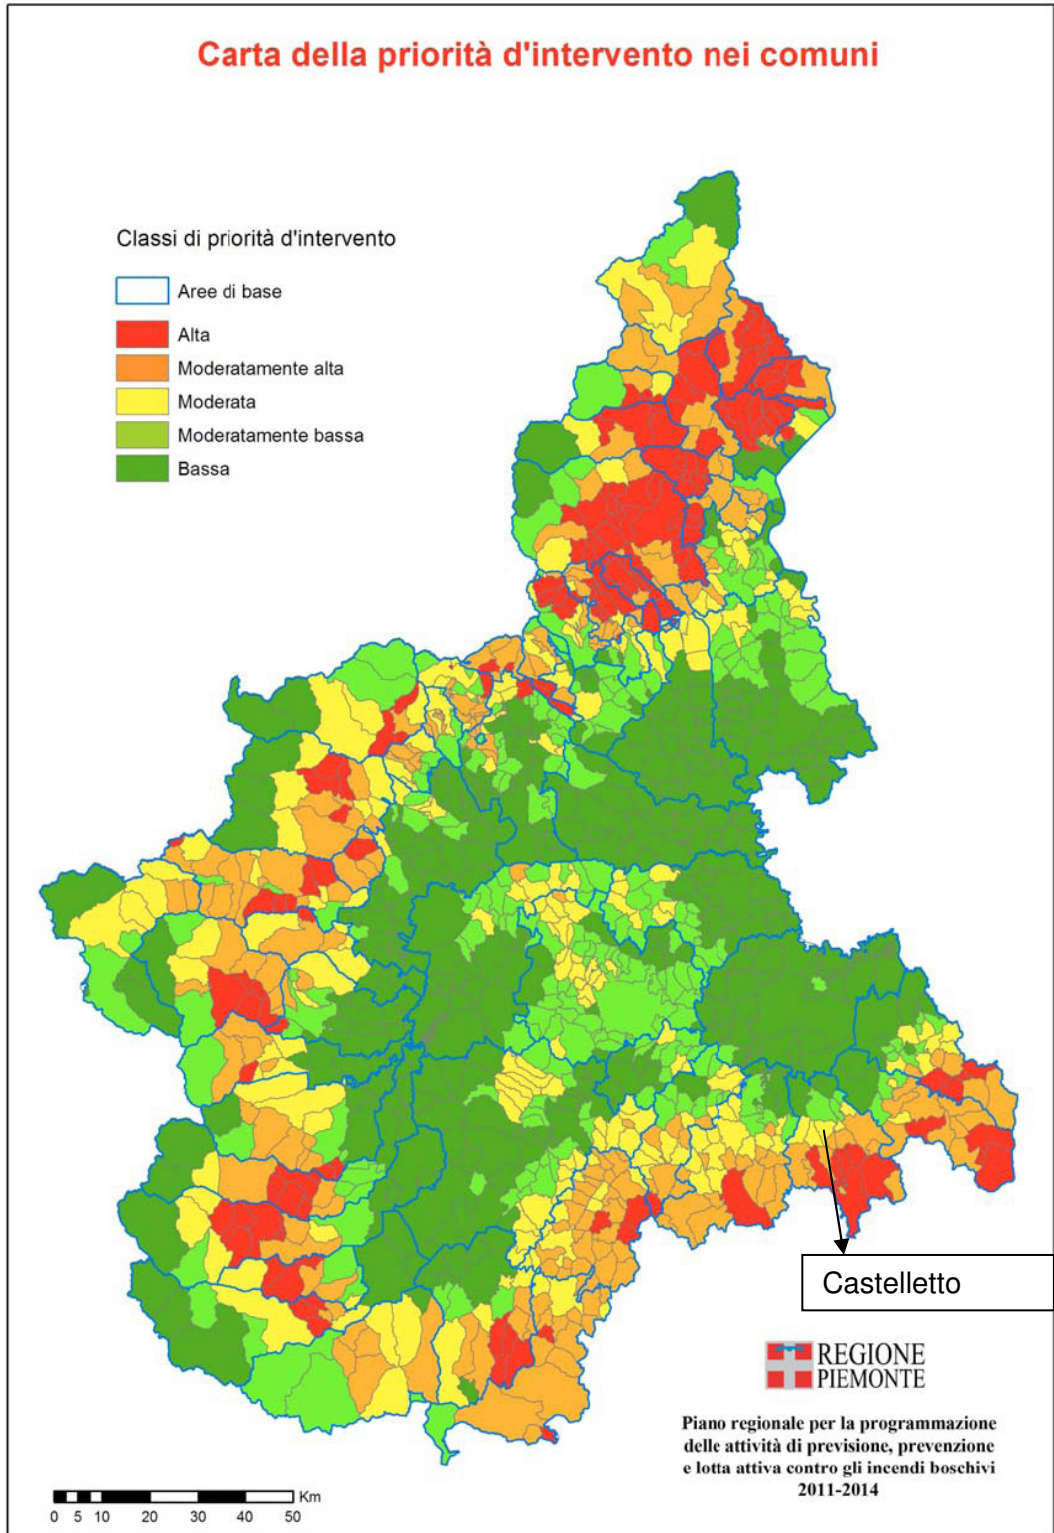 Carta della priorità d'intervento nei comuni
Classi di priorità d'intervento
Aree di base
Alta
Moderatamente alta
Moderata
Moderatamente bassa
Bassa
Castelletto
REGIONE
PIEMONTE
Piano regionale per la programmazione
delle attività di previsione, prevenzione
e lotta attiva contro gli incendi boschivi
2011-2014
Km
0 5 10 20 30 40 50